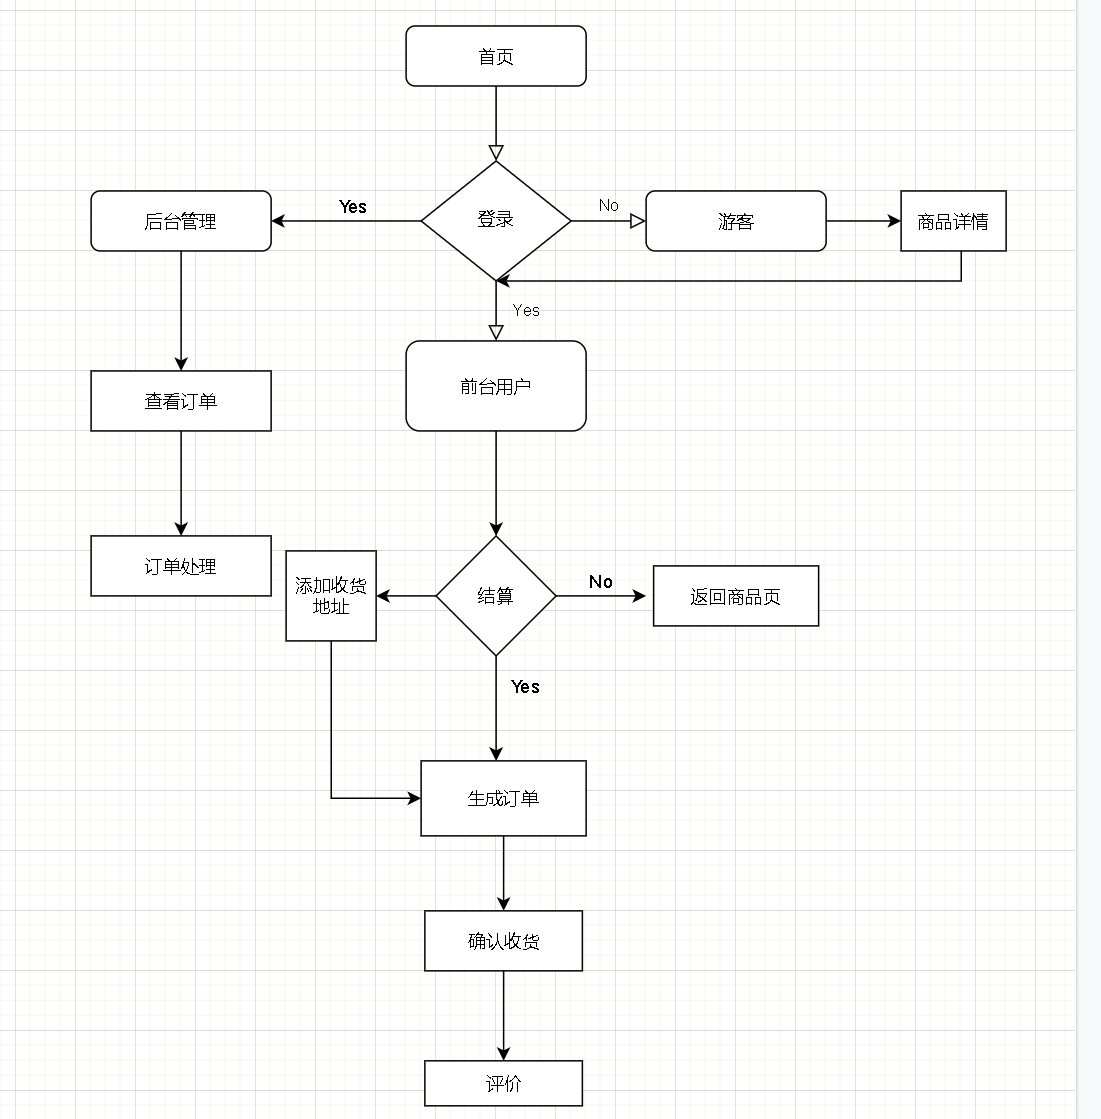 首页
登录
Yes
后台管理
No
游客
商品详情
Yes
前台用户
查看订单
订单处理
添加收货
地址
结算
No
返回商品页
Yes
生成订单
确认收货
评价